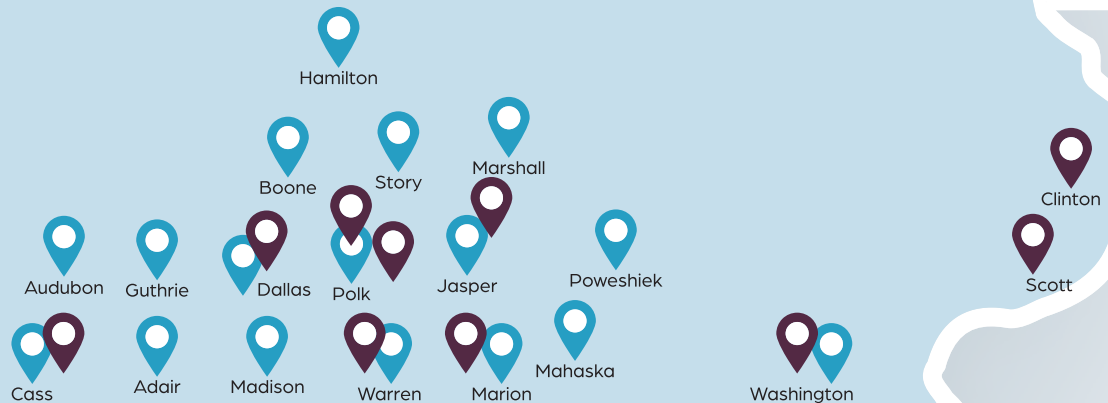 Hamilton
Marshall
Story
Boone
Clinton
Poweshiek
Scott
Jasper
Audubon
Guthrie
Dallas
Polk
Mahaska
Adair
Madison
Cass
Warren
Marion
Washington